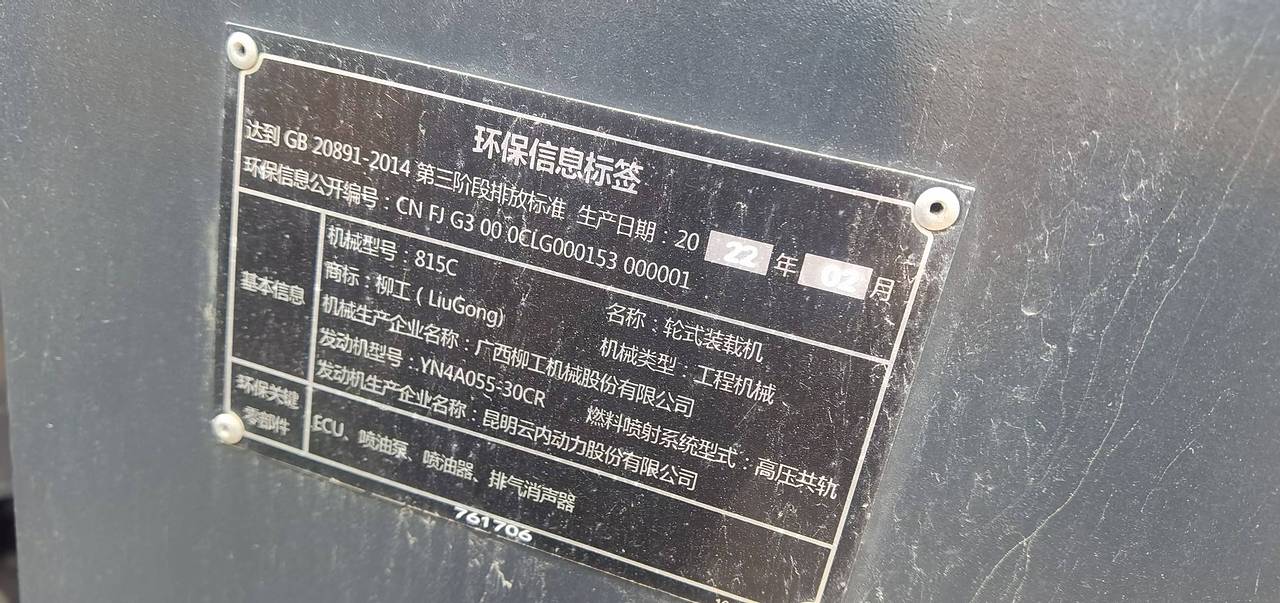 环保信息标签
达到 GB 20891-2014 第三阶段排放标准 生产日期：20 22 年 02 月
环保信息公开编号：CN FJ G3 00 0CLG000153 000001
基本信息
机械型号：815C 名称：轮式装载机
商标：柳工 ( LiuGong) 机械类型：工程机械
机械生产企业名称：广西柳工机械股份有限公司
发动机型号：YN4A055-30CR 燃料喷射系统型式：高压共轨
发动机生产企业名称：昆明云内动力股份有限公司
环保关键
零部件
ECU、喷油泵、喷油器、排气消声器
761706